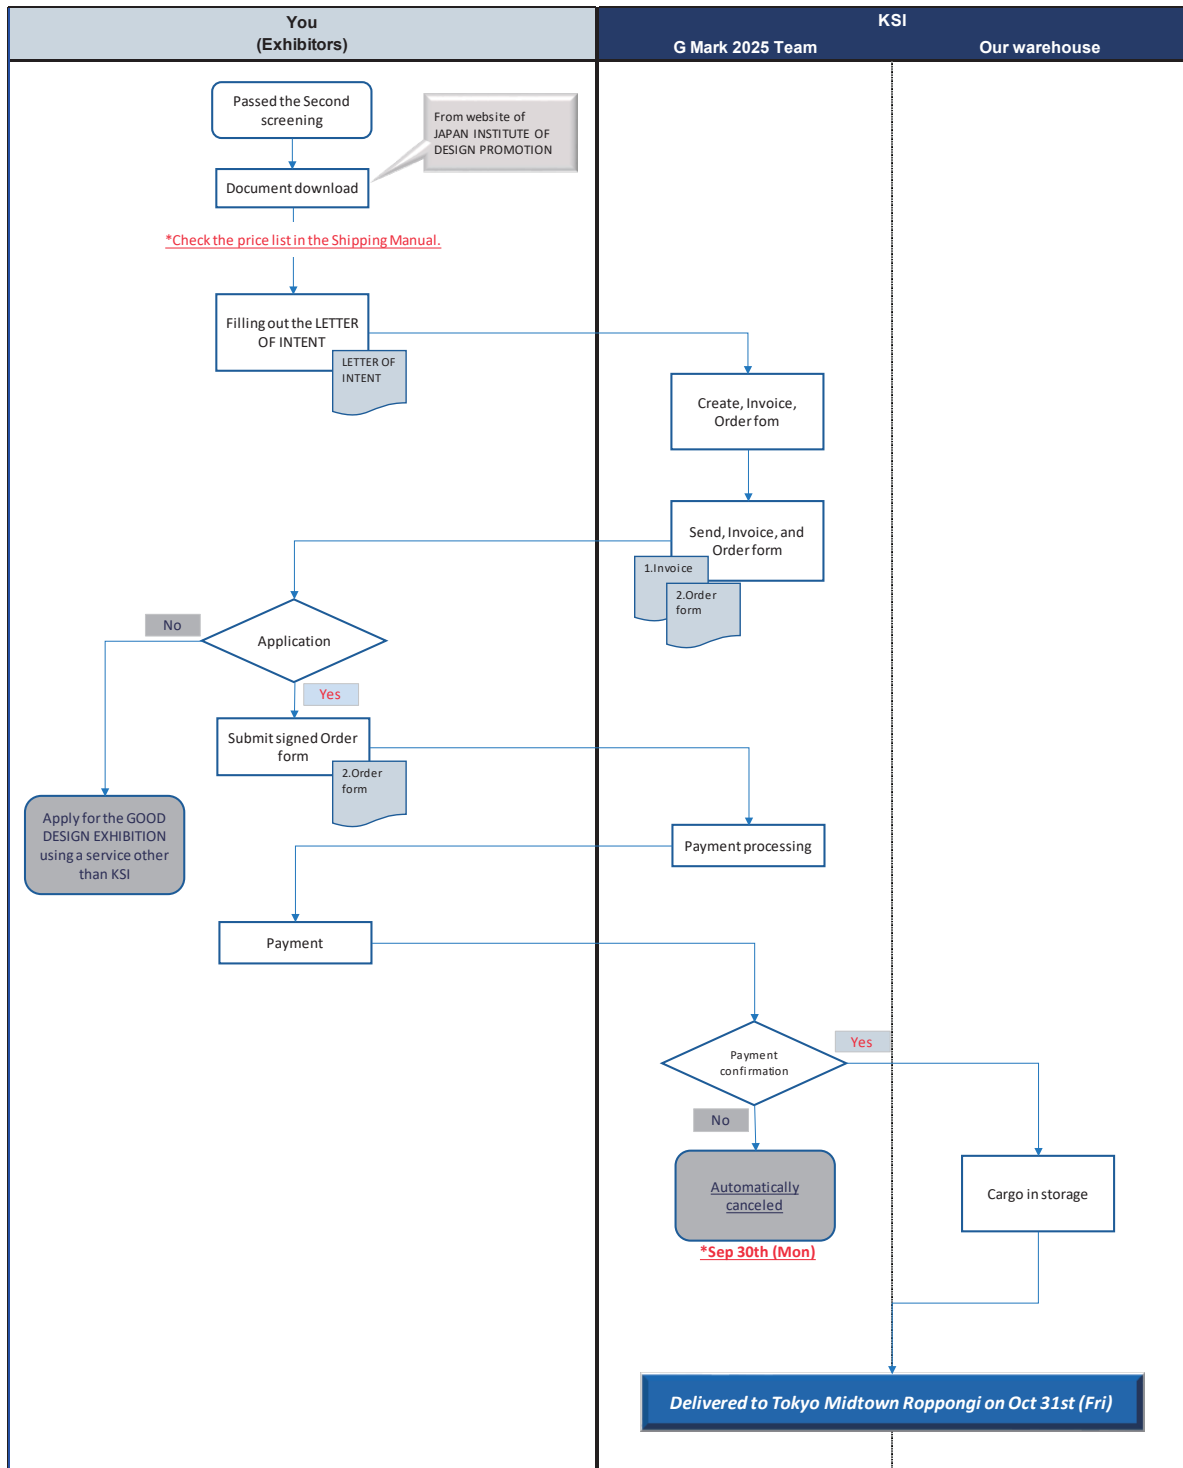 You
(Exhibitors)
KSI
G Mark 2025 Team
Our warehouse
Passed the Second
screening
From website of
JAPAN INSTITUTE OF
DESIGN PROMOTION
Document download
*Check the price list in the Shipping Manual.
Filling out the LETTER
OF INTENT
LETTER OF
INTENT
Create, Invoice,
Order fom
Send, Invoice, and
Order form
1.Invoice
2.Order
form
No
Application
Yes
Submit signed Order
form
2.Order
form
Apply for the GOOD
DESIGN EXHIBITION
using a service other
than KSI
Payment processing
Payment
Payment
confirmation
Yes
No
Automatically
canceled
*Sep 30th (Mon)
Cargo in storage
Delivered to Tokyo Midtown Roppongi on Oct 31st (Fri)